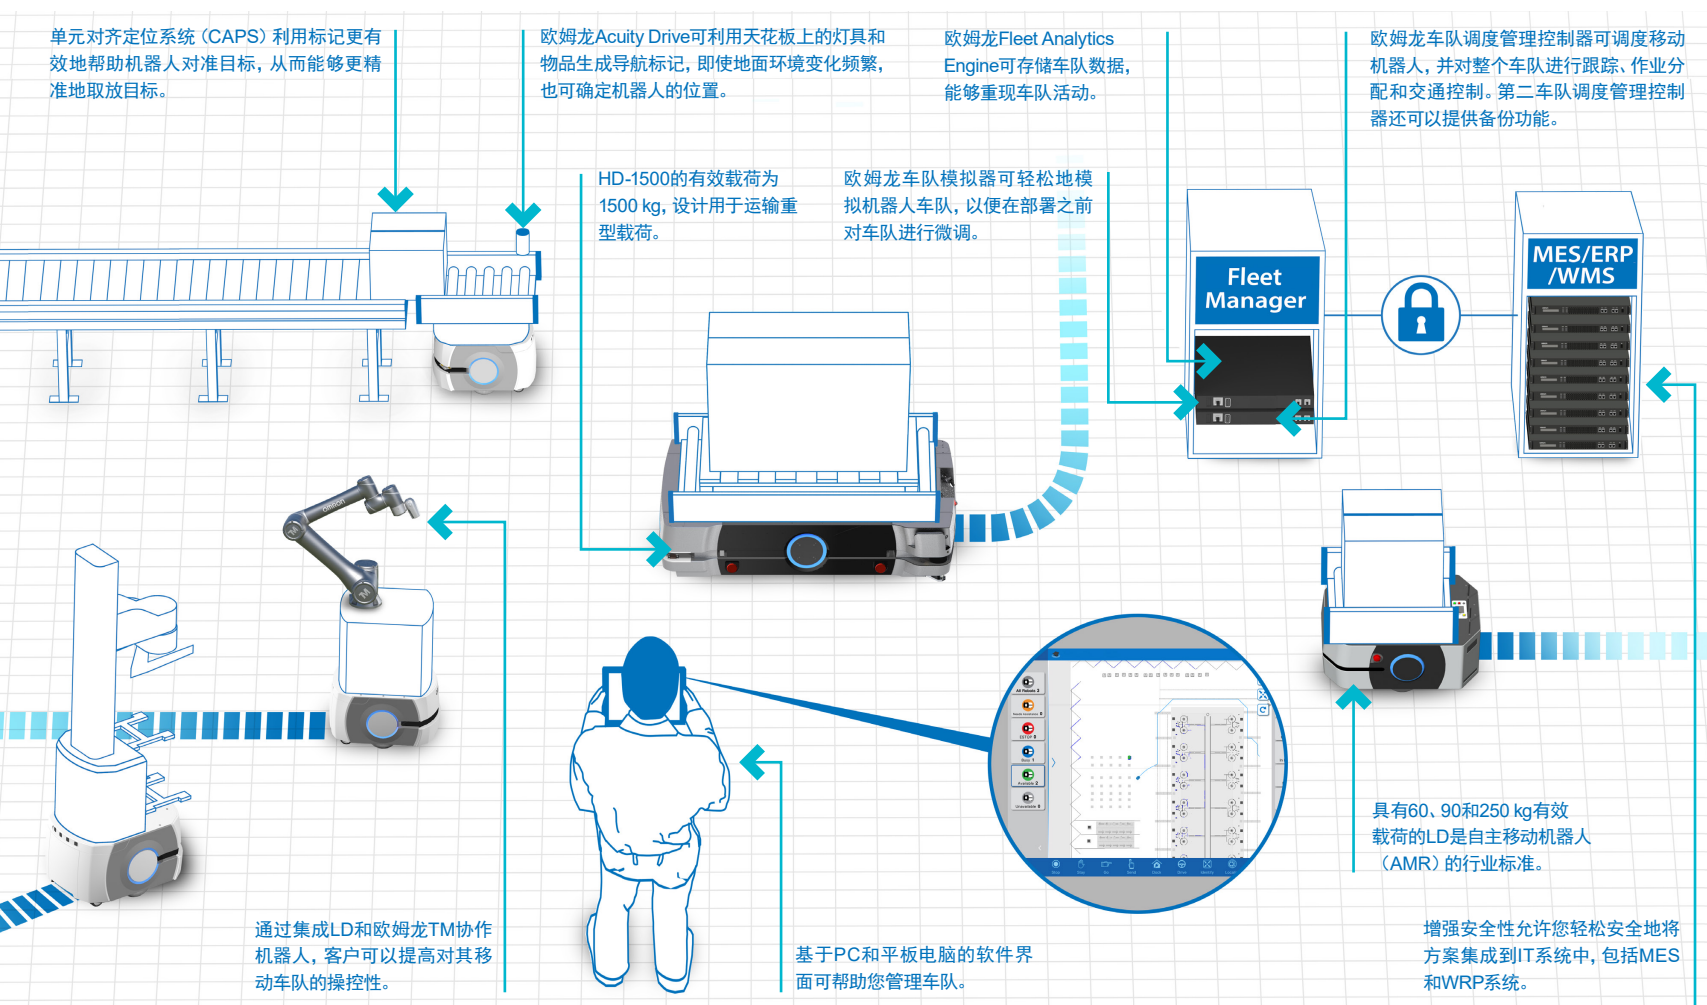 单元对齐定位系统（CAPS）利用标记更有
效地帮助机器人对准目标，从而能够更精
准地取放目标。
欧姆龙Acuity Drive可利用天花板上的灯具和
物品生成导航标记，即使地面环境变化频繁，
也可确定机器人的位置。
欧姆龙Fleet Analytics
Engine可存储车队数据，
能够重现车队活动。
欧姆龙车队调度管理控制器可调度移动
机器人，并对整个车队进行跟踪、作业分
配和交通控制。第二车队调度管理控制
器还可以提供备份功能。
HD-1500的有效载荷为
1500 kg，设计用于运输重
型载荷。
欧姆龙车队模拟器可轻松地模
拟机器人车队，以便在部署之前
对车队进行微调。
Fleet
Manager
MES/ERP
/WMS
omron
TM
TM
All Robots 3
ESTOP 0
Busy 1
Available 2
Unavailable 0
具有60、90和250 kg有效
载荷的LD是自主移动机器人
（AMR）的行业标准。
通过集成LD和欧姆龙TM协作
机器人，客户可以提高对其移
动车队的操控性。
基于PC和平板电脑的软件界
面可帮助您管理车队。
增强安全性允许您轻松安全地将
方案集成到IT系统中，包括MES
和WRP系统。